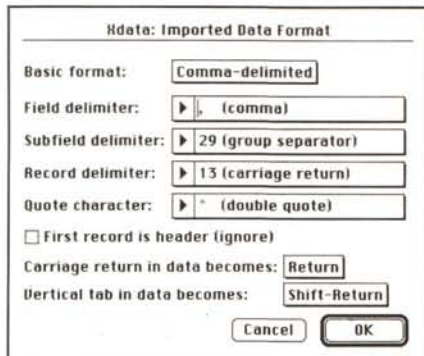 Xdata: Imported Data Format
Basic format: Comma-delimited
Field delimiter: , (comma)
Subfield delimiter: 29 (group separator)
Record delimiter: 13 (carriage return)
Quote character: " (double quote)
First record is header (ignore)
Carriage return in data becomes: Return
Vertical tab in data becomes: Shift-Return
Cancel OK